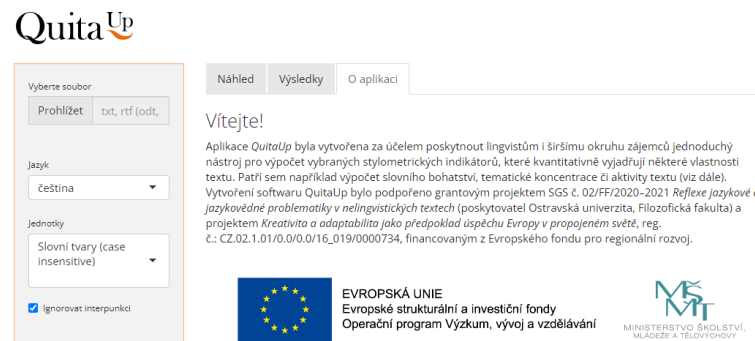 Quita Up
Vyberte soubor
Prohlížet txt, rtf (odt,
Jazyk
čeština
Jednotky
Slovní tvary (case
insensitive)
Ignorovat interpunkci
Náhled Výsledky O aplikaci
Vítejte!
Aplikace QuitaUp byla vytvořena za účelem poskytnout lingvistům i širšímu okruhu zájemců jednoduchý
nástroj pro výpočet vybraných stylometrických indikátorů, které kvantitativně vyjadřují některé vlastnosti
textu. Patří sem například výpočet slovního bohatství, tematické koncentrace či aktivity textu (viz dále).
Vytvoření softwaru QuitaUp bylo podpořeno grantovým projektem SGS č. 02/FF/2020–2021 Reflexe jazykové
jazykovědné problematiky v nelingvistických textech (poskytovatel Ostravská univerzita, Filozofická fakulta) a
projektem Kreativita a adaptabilita jako předpoklad úspěchu Evropy v propojeném světě, reg.
č.: CZ.02.1.01/0.0/0.0/16_019/0000734, financovaným z Evropského fondu pro regionální rozvoj.
EVROPSKÁ UNIE
Evropské strukturální a investiční fondy
Operační program Výzkum, vývoj a vzdělávání
MŠMT
MINISTERSTVO ŠKOLSTVÍ,
MLÁDEŽE A TĚLOVÝCHOVY